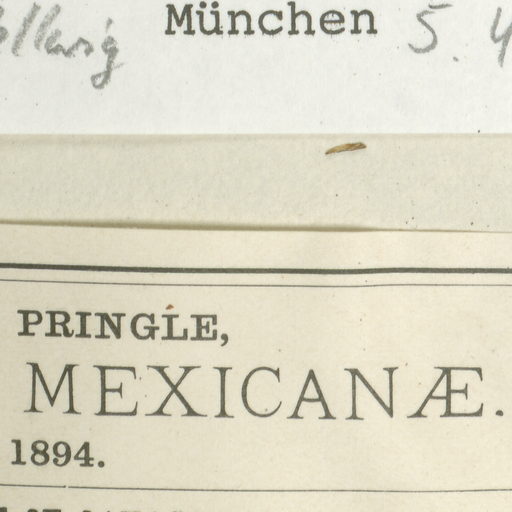 München 5.4
PRINGLE,
MEXICANÆ.
1894.